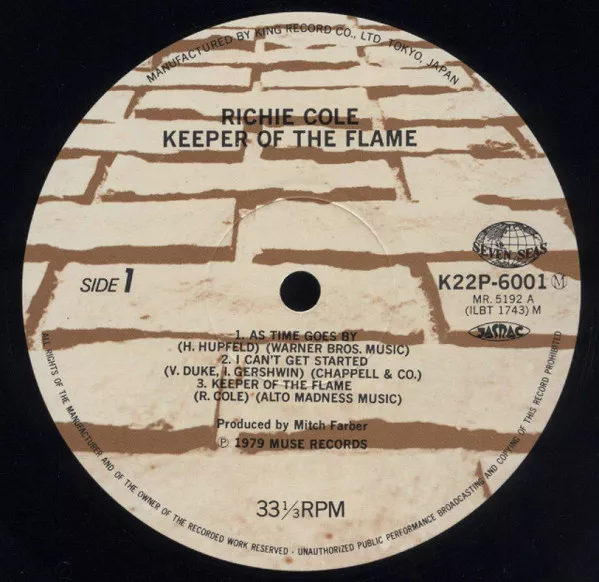 MANUFACTURED BY KING RECORD CO., LTD. TOKYO, JAPAN
RICHIE COLE
KEEPER OF THE FLAME
SEVEN SEAS
SIDE 1
K22P-6001 M
MR. 5192 A
(ILBT 1743) M
JASRAC
1. AS TIME GOES BY
(H. HUPFELD) (WARNER BROS. MUSIC)
2. I CAN'T GET STARTED
(V. DUKE, I. GERSHWIN) (CHAPPELL & CO.)
3. KEEPER OF THE FLAME
(R. COLE) (ALTO MADNESS MUSIC)
Produced by Mitch Farber
℗ 1979 MUSE RECORDS
33⅓RPM
ALL RIGHTS OF THE MANUFACTURER AND OF THE OWNER OF THE RECORDED WORK RESERVED · UNAUTHORIZED PUBLIC PERFORMANCE BROADCASTING AND COPYING OF THIS RECORD PROHIBITED